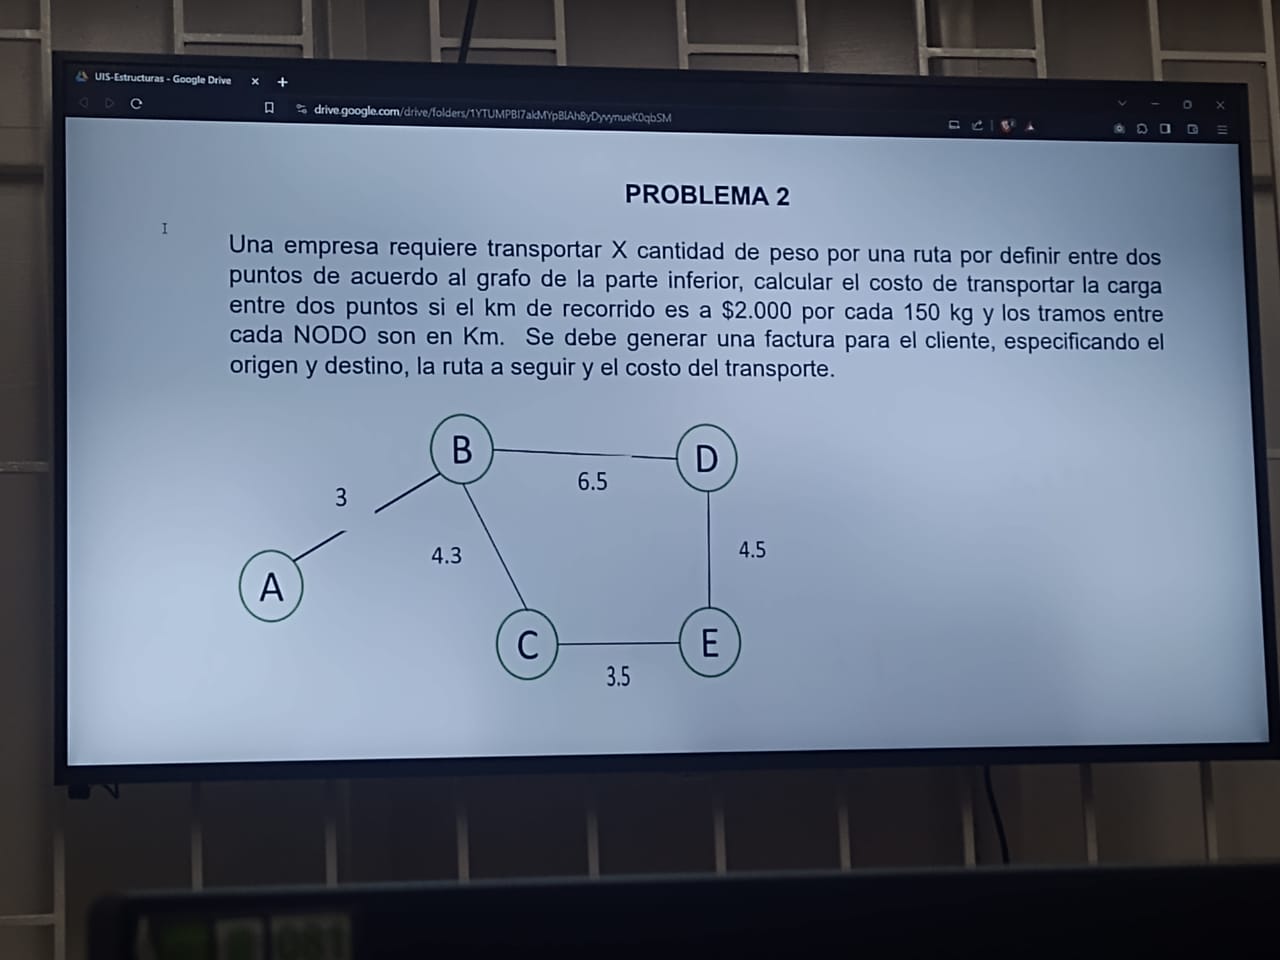 UIS-Estructuras - Google Drive
drive.google.com/drive/folders/
PROBLEMA 2
Una empresa requiere transportar X cantidad de peso por una ruta por definir entre dos
puntos de acuerdo al grafo de la parte inferior, calcular el costo de transportar la carga
entre dos puntos si el km de recorrido es a $2.000 por cada 150 kg y los tramos entre
cada NODO son en Km. Se debe generar una factura para el cliente, especificando el
origen y destino, la ruta a seguir y el costo del transporte.
B
D
6.5
3
4.3
4.5
A
C
E
3.5